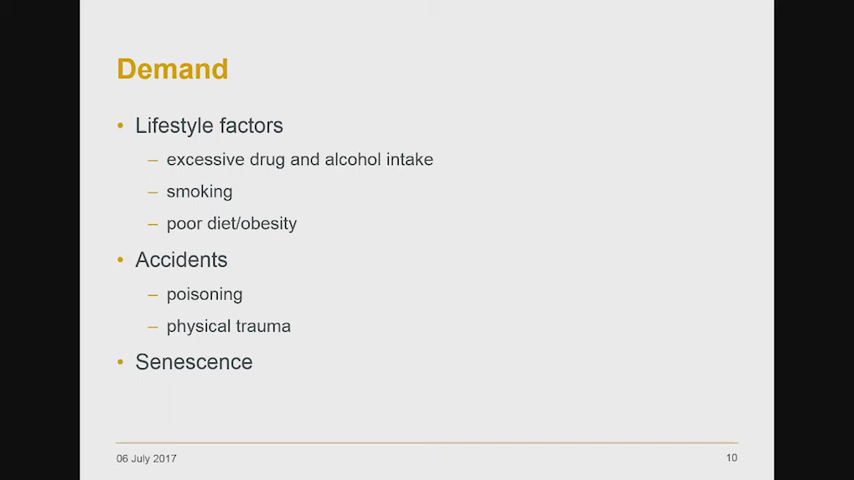 Demand
• Lifestyle factors
– excessive drug and alcohol intake
– smoking
– poor diet/obesity
• Accidents
– poisoning
– physical trauma
• Senescence
06 July 2017
10